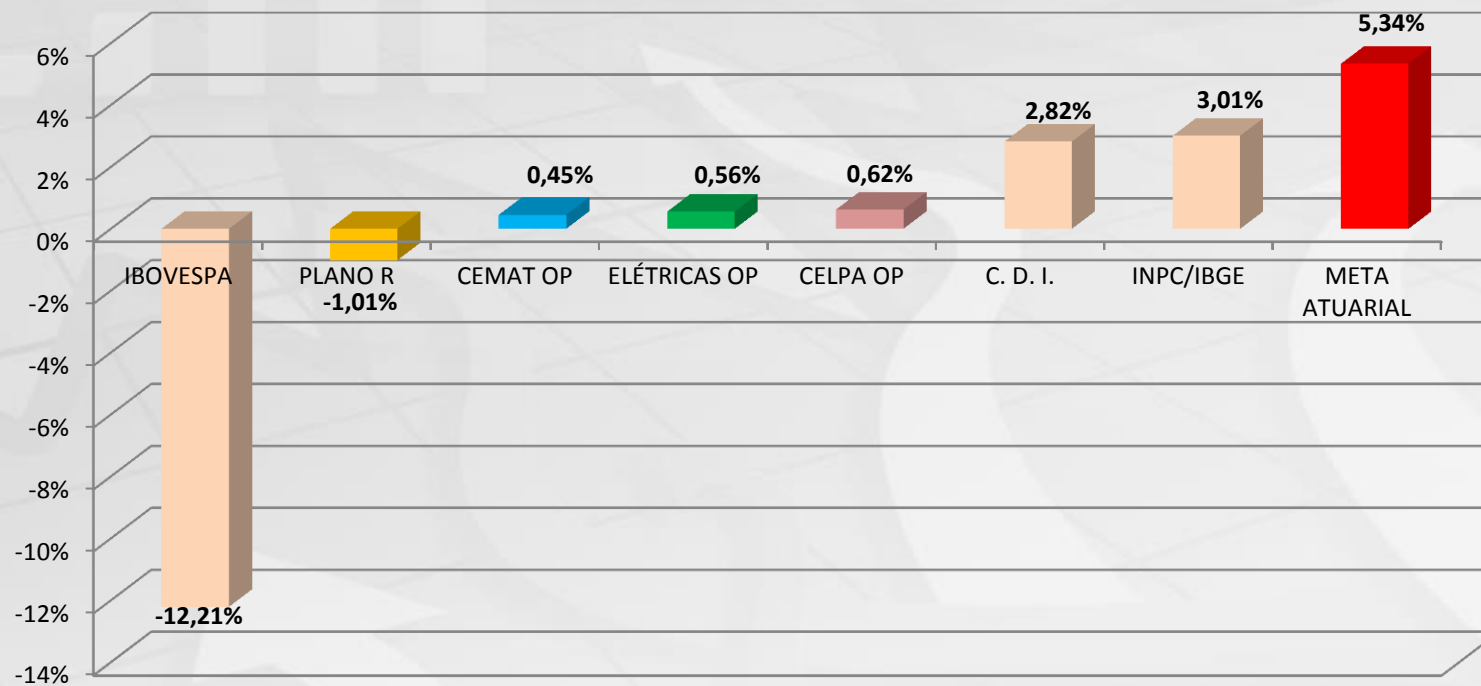 5,34%
6%
4%
2,82%
3,01%
2%
0,45%
0,56%
0,62%
0%
IBOVESPA
PLANO R
CEMAT OP
ELÉTRICAS OP
CELPA OP
C. D. I.
INPC/IBGE
META
ATUARIAL
-1,01%
-2%
-4%
-6%
-8%
-10%
-12%
-12,21%
-14%